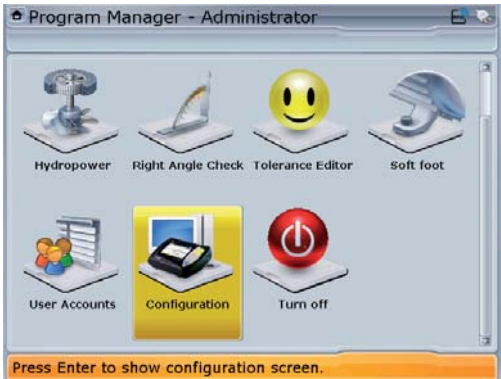 Program Manager - Administrator
Hydropower Right Angle Check Tolerance Editor Soft foot
User Accounts Configuration Turn off
Press Enter to show configuration screen.